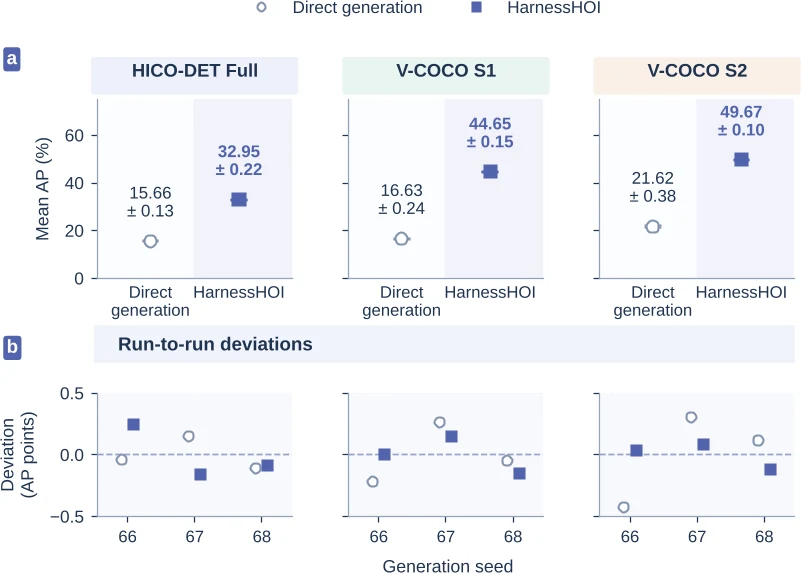 Direct generation HarnessHOI
a
HICO-DET Full V-COCO S1 V-COCO S2
Mean AP (%)
60
40
20
0
15.66
± 0.13
32.95
± 0.22
16.63
± 0.24
44.65
± 0.15
21.62
± 0.38
49.67
± 0.10
Direct
generation
HarnessHOI
Direct
generation
HarnessHOI
Direct
generation
HarnessHOI
b
Run-to-run deviations
Deviation
(AP points)
0.5
0.0
−0.5
66 67 68
66 67 68
66 67 68
Generation seed